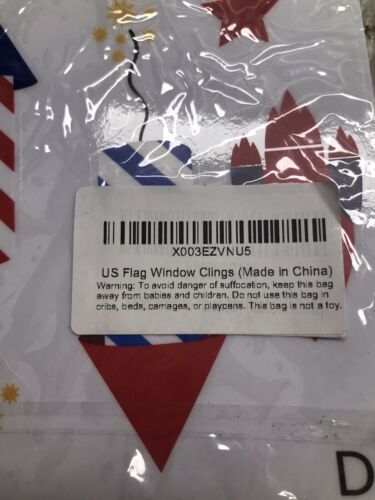 X003EZVNU5
US Flag Window Clings (Made in China)
Warning: To avoid danger of suffocation, keep this bag
away from babies and children. Do not use this bag in
cribs, beds, carriages, or playpens. This bag is not a toy.
D